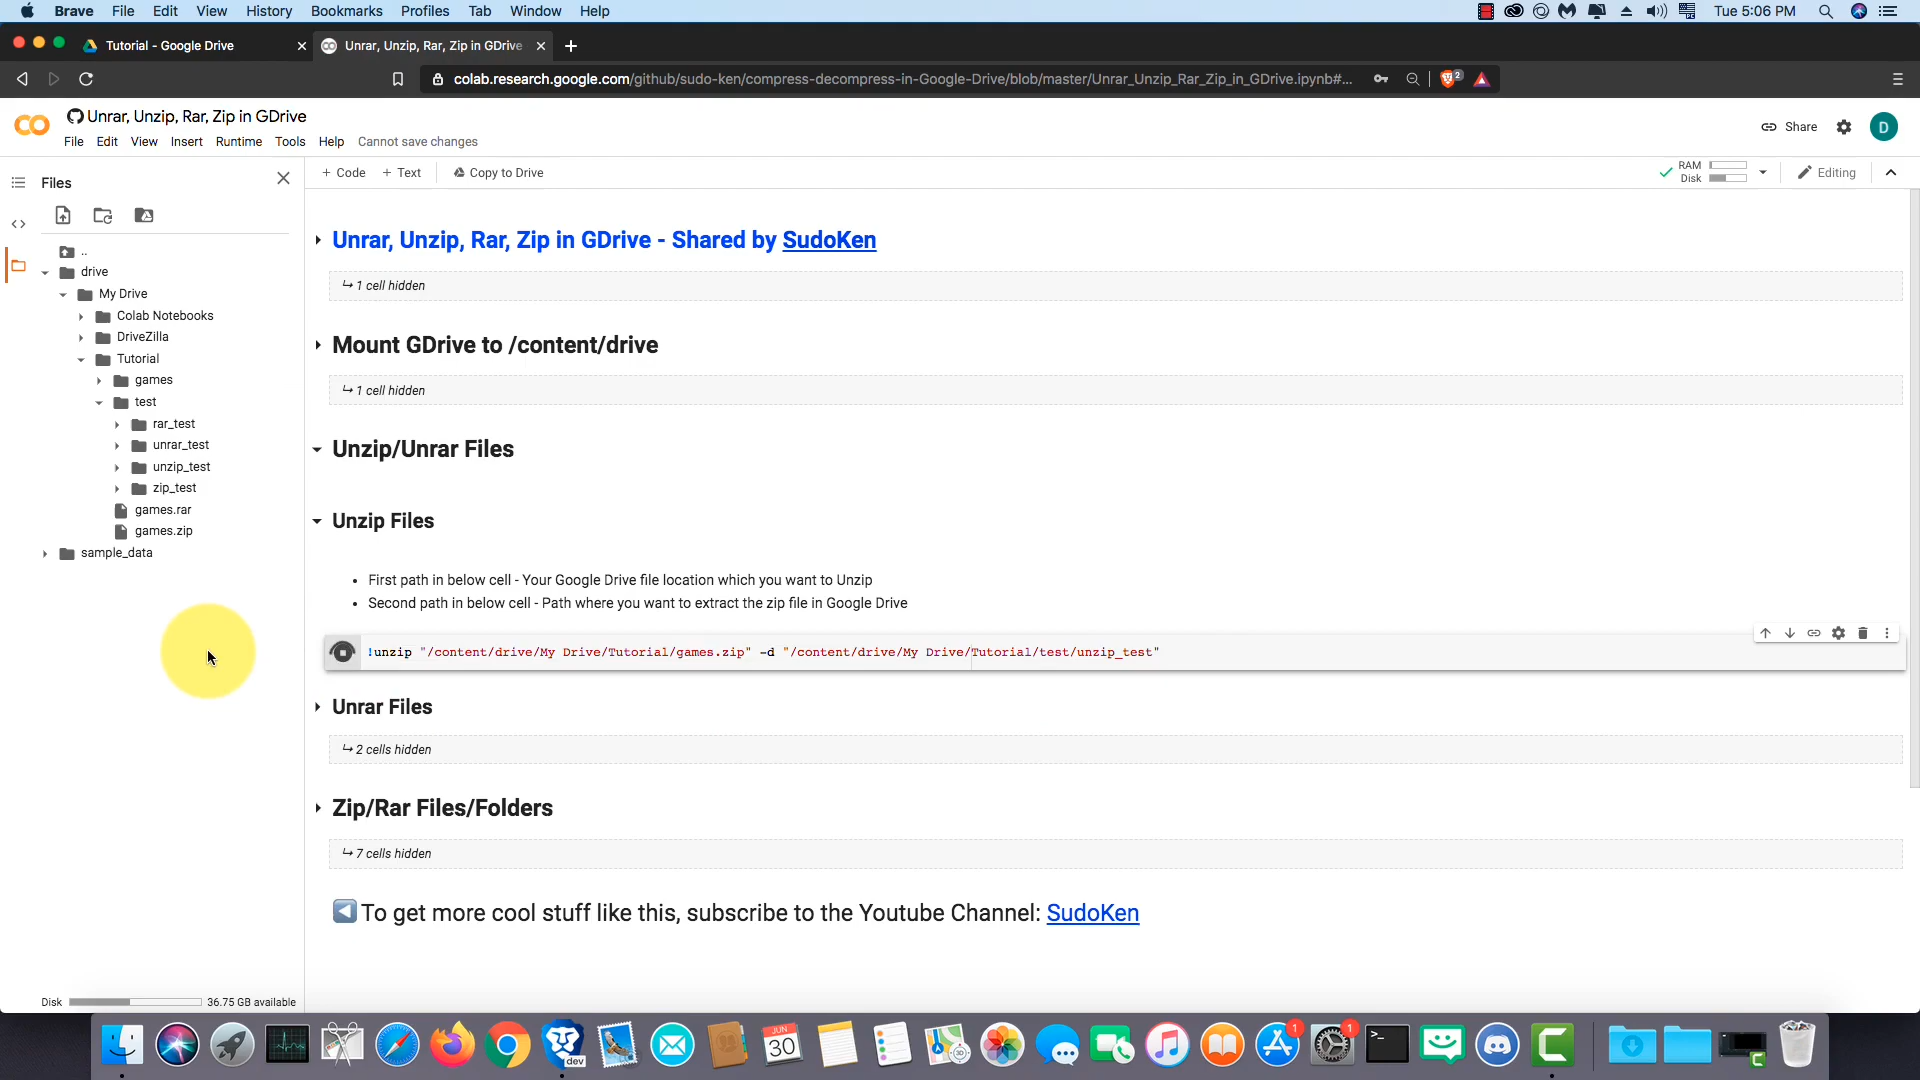 Brave File Edit View History Bookmarks Profiles Tab Window Help Tue 5:06 PM
Tutorial - Google Drive Unrar, Unzip, Rar, Zip in GDrive
colab.research.google.com/github/sudo-ken/compress-decompress-in-Google-Drive/blob/master/Unrar_Unzip_Rar_Zip_in_GDrive.ipynb#... 2
Unrar, Unzip, Rar, Zip in GDrive
File Edit View Insert Runtime Tools Help Cannot save changes
Share D
Files
+ Code + Text Copy to Drive
RAM
Disk
Editing
..
drive
My Drive
Colab Notebooks
DriveZilla
Tutorial
games
test
rar_test
unrar_test
unzip_test
zip_test
games.rar
games.zip
sample_data
Disk 36.75 GB available
Unrar, Unzip, Rar, Zip in GDrive - Shared by SudoKen
1 cell hidden
Mount GDrive to /content/drive
1 cell hidden
Unzip/Unrar Files
Unzip Files
• First path in below cell - Your Google Drive file location which you want to Unzip
• Second path in below cell - Path where you want to extract the zip file in Google Drive
!unzip "/content/drive/My Drive/Tutorial/games.zip" -d "/content/drive/My Drive/Tutorial/test/unzip_test"
Unrar Files
2 cells hidden
Zip/Rar Files/Folders
7 cells hidden
To get more cool stuff like this, subscribe to the Youtube Channel: SudoKen
dev
JUN
30
3D
1
1